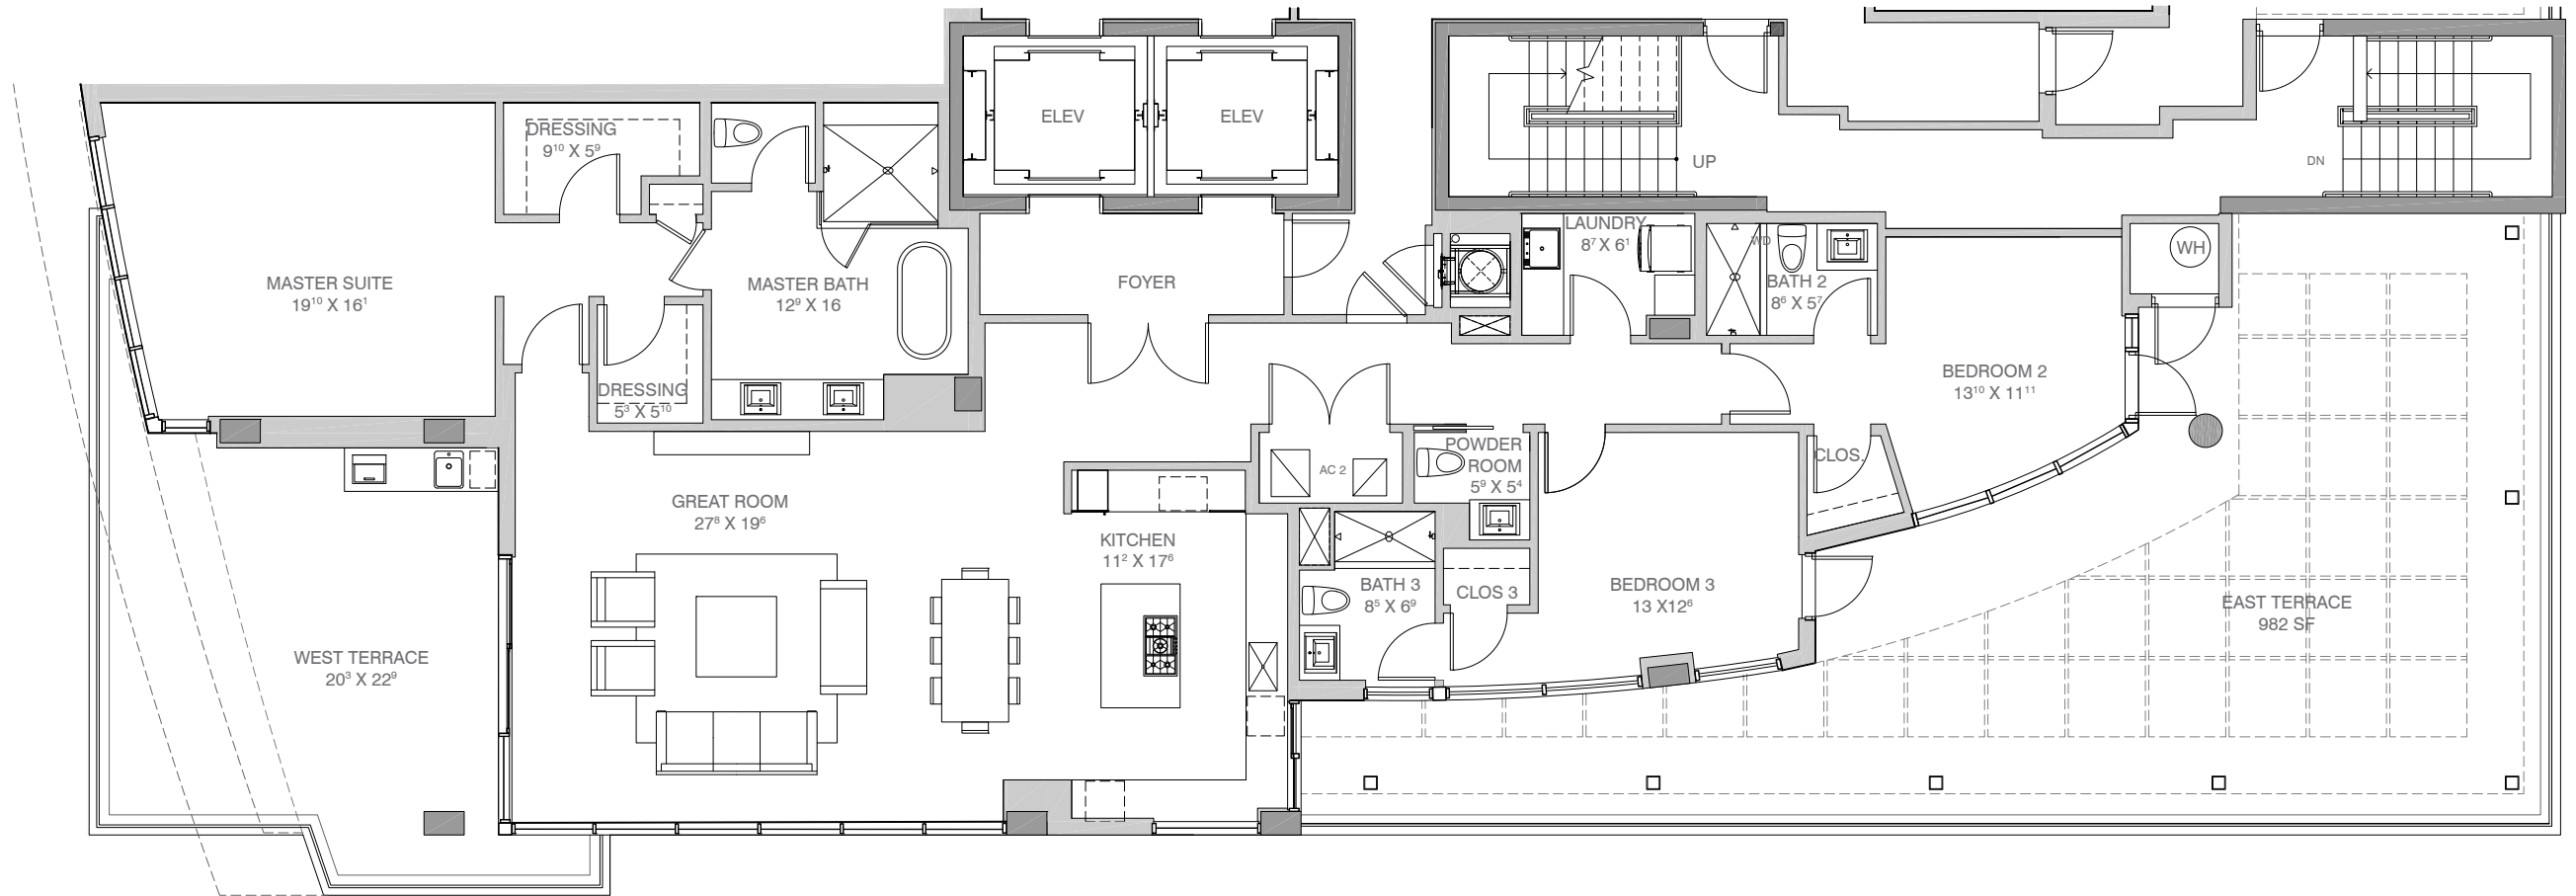 ELEV
ELEV
UP
DN
DRESSING
9¹⁰ X 5⁹
MASTER SUITE
19¹⁰ X 16¹
MASTER BATH
12⁹ X 16
FOYER
LAUNDRY
8⁷ X 6¹
WD
BATH 2
8⁶ X 5⁷
WH
DRESSING
5³ X 5¹⁰
BEDROOM 2
13¹⁰ X 11¹¹
GREAT ROOM
27⁸ X 19⁶
AC 2
POWDER
ROOM
5⁹ X 5⁴
CLOS.
KITCHEN
11² X 17⁶
BATH 3
8⁵ X 6⁹
CLOS 3
BEDROOM 3
13 X12⁶
EAST TERRACE
982 SF
WEST TERRACE
20³ X 22⁹